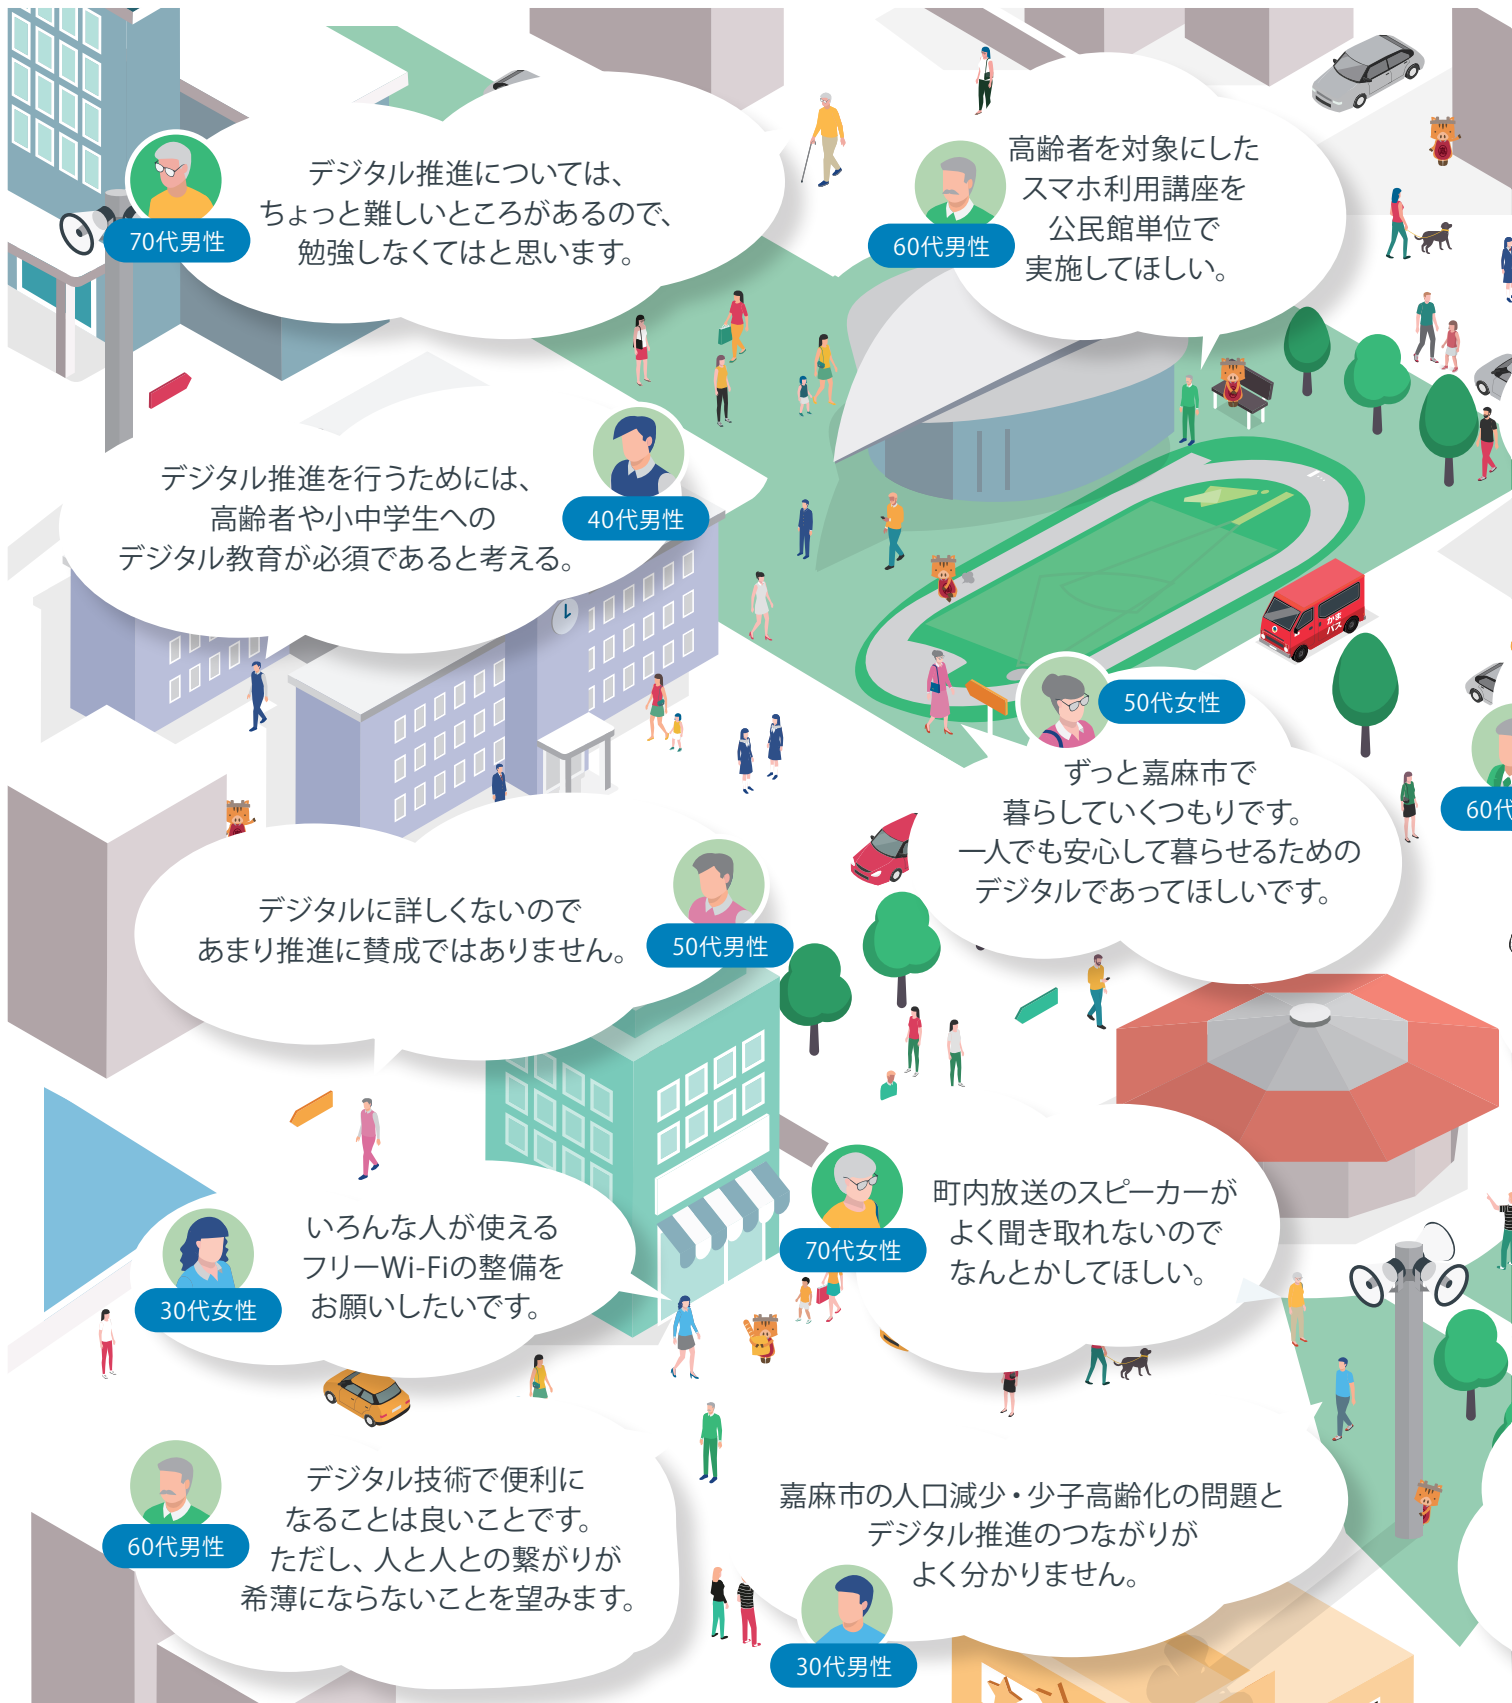 70代男性
デジタル推進については、
ちょっと難しいところがあるので、
勉強しなくてはと思います。
60代男性
高齢者を対象にした
スマホ利用講座を
公民館単位で
実施してほしい。
デジタル推進を行うためには、
高齢者や小中学生への
デジタル教育が必須であると考える。
40代男性
かま
バス
50代女性
ずっと嘉麻市で
暮らしていくつもりです。
一人でも安心して暮らせるための
デジタルであってほしいです。
60代
デジタルに詳しくないので
あまり推進に賛成ではありません。
50代男性
30代女性
いろんな人が使える
フリーWi-Fiの整備を
お願いしたいです。
70代女性
町内放送のスピーカーが
よく聞き取れないので
なんとかしてほしい。
60代男性
デジタル技術で便利に
なることは良いことです。
ただし、人と人との繋がりが
希薄にならないことを望みます。
嘉麻市の人口減少・少子高齢化の問題と
デジタル推進のつながりが
よく分かりません。
30代男性